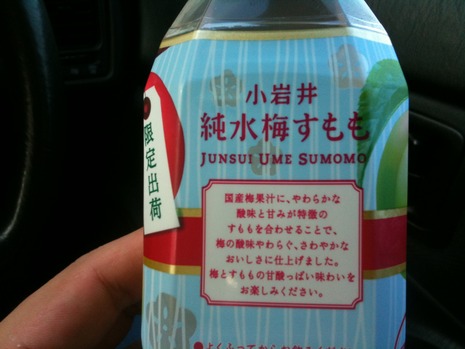 小岩井
純水梅すもも
JUNSUI UME SUMOMO
限定出荷
国産梅果汁に、やわらかな
酸味と甘みが特徴の
すももを合わせることで、
梅の酸味やわらぐ、さわやかな
おいしさに仕上げました。
梅とすももの甘酸っぱい味わいを
お楽しみください。